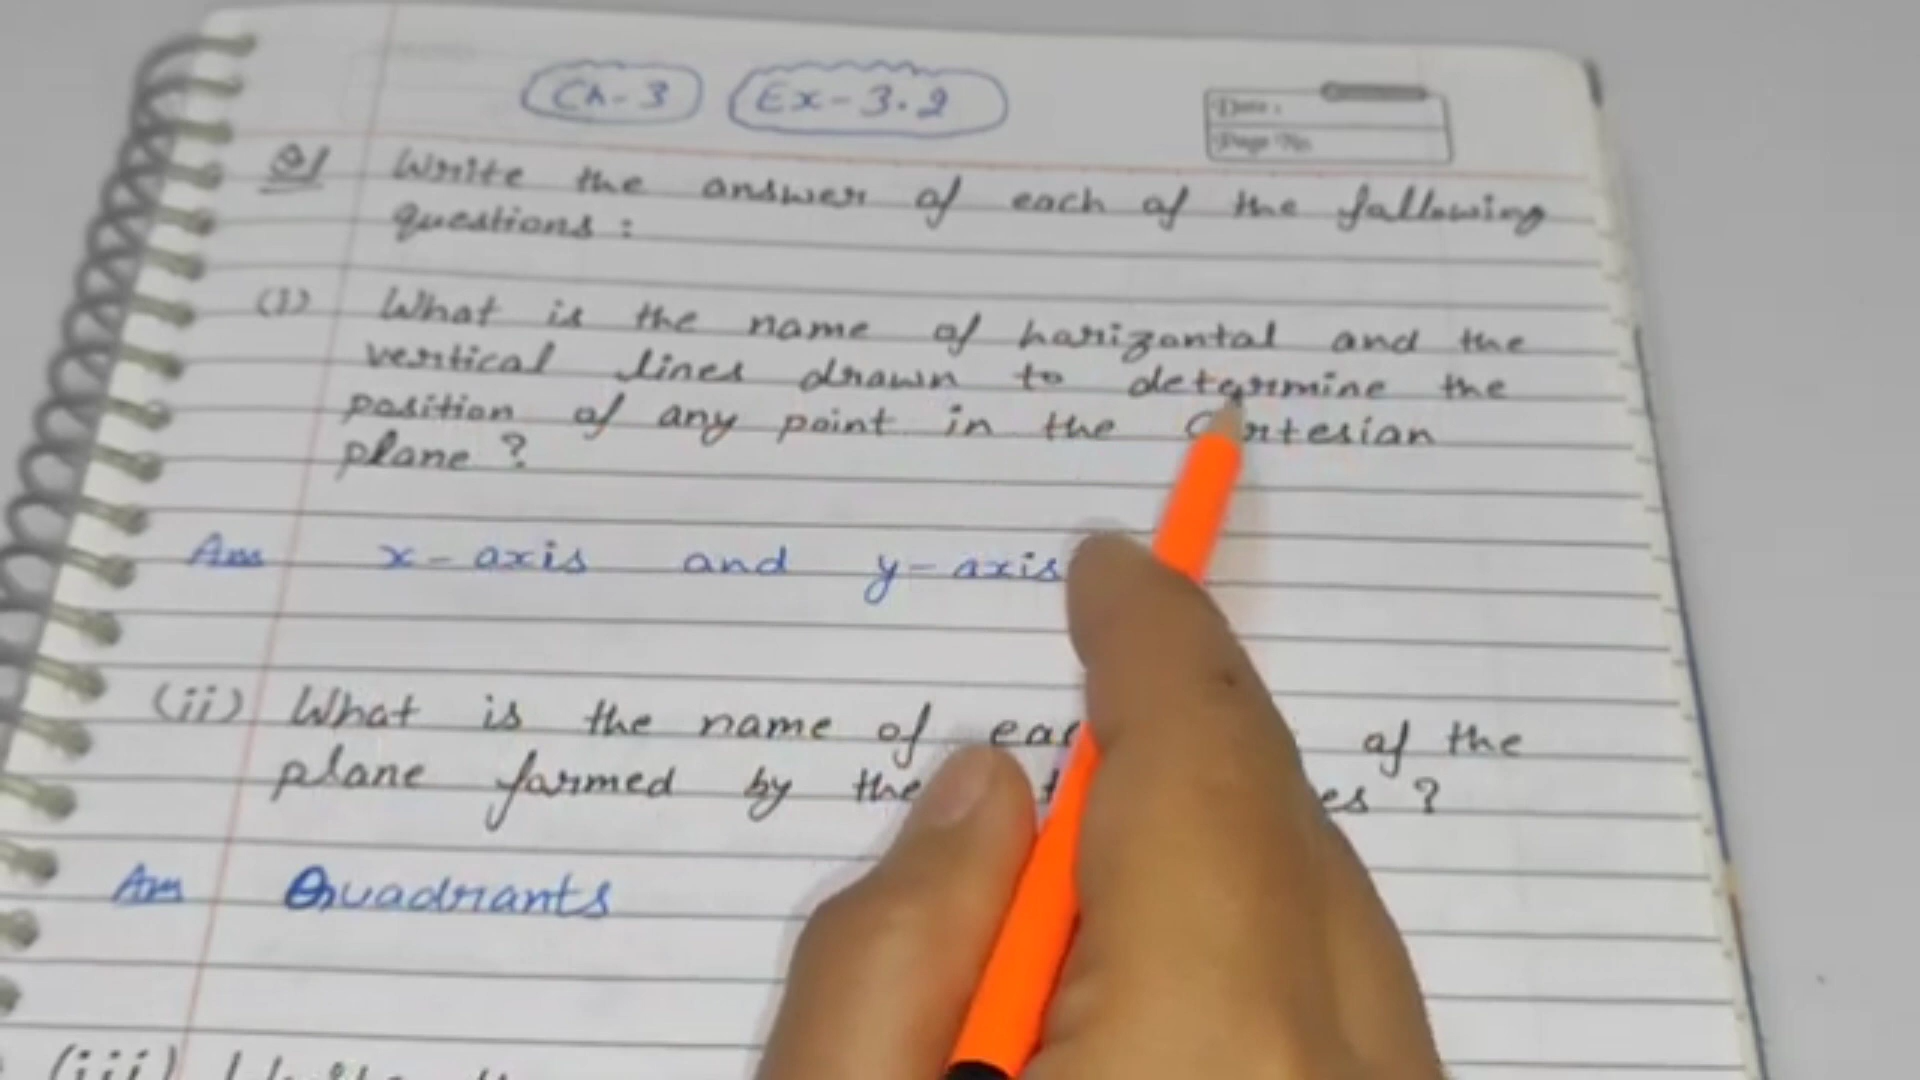 Ch-3 Ex-3.2
Date :
Page No.
Q1 Write the answer of each of the following
questions :
(i) What is the name of horizontal and the
vertical lines drawn to determine the
position of any point in the Cartesian
plane ?
Ans x-axis and y-axis
(ii) What is the name of of the
plane formed by the ?
Ans Quadrants
(iii)